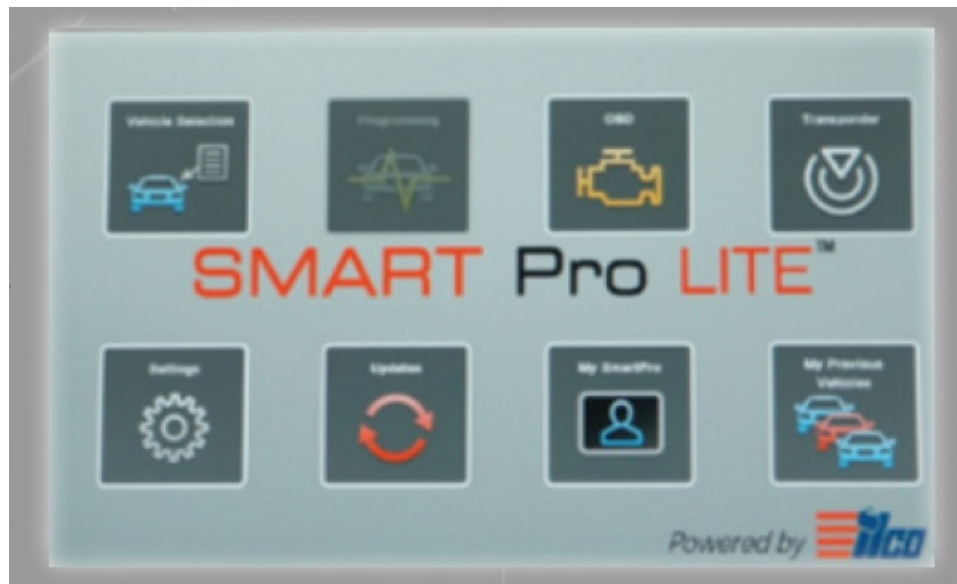 Vehicle Selection
Programming
OBD
Transponder
SMART Pro LITE™
Settings
Updates
My SmartPro
My Previous
Vehicles
Powered by ilco